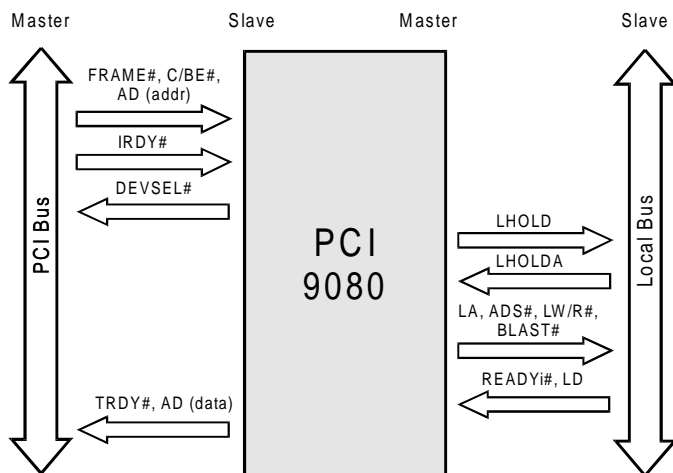 Master Slave Master Slave
FRAME#, C/BE#,
AD (addr)
IRDY#
DEVSEL#
PCI Bus
PCI
9080
LHOLD
LHOLDA
LA, ADS#, LW/R#,
BLAST#
READYi#, LD
Local Bus
TRDY#, AD (data)